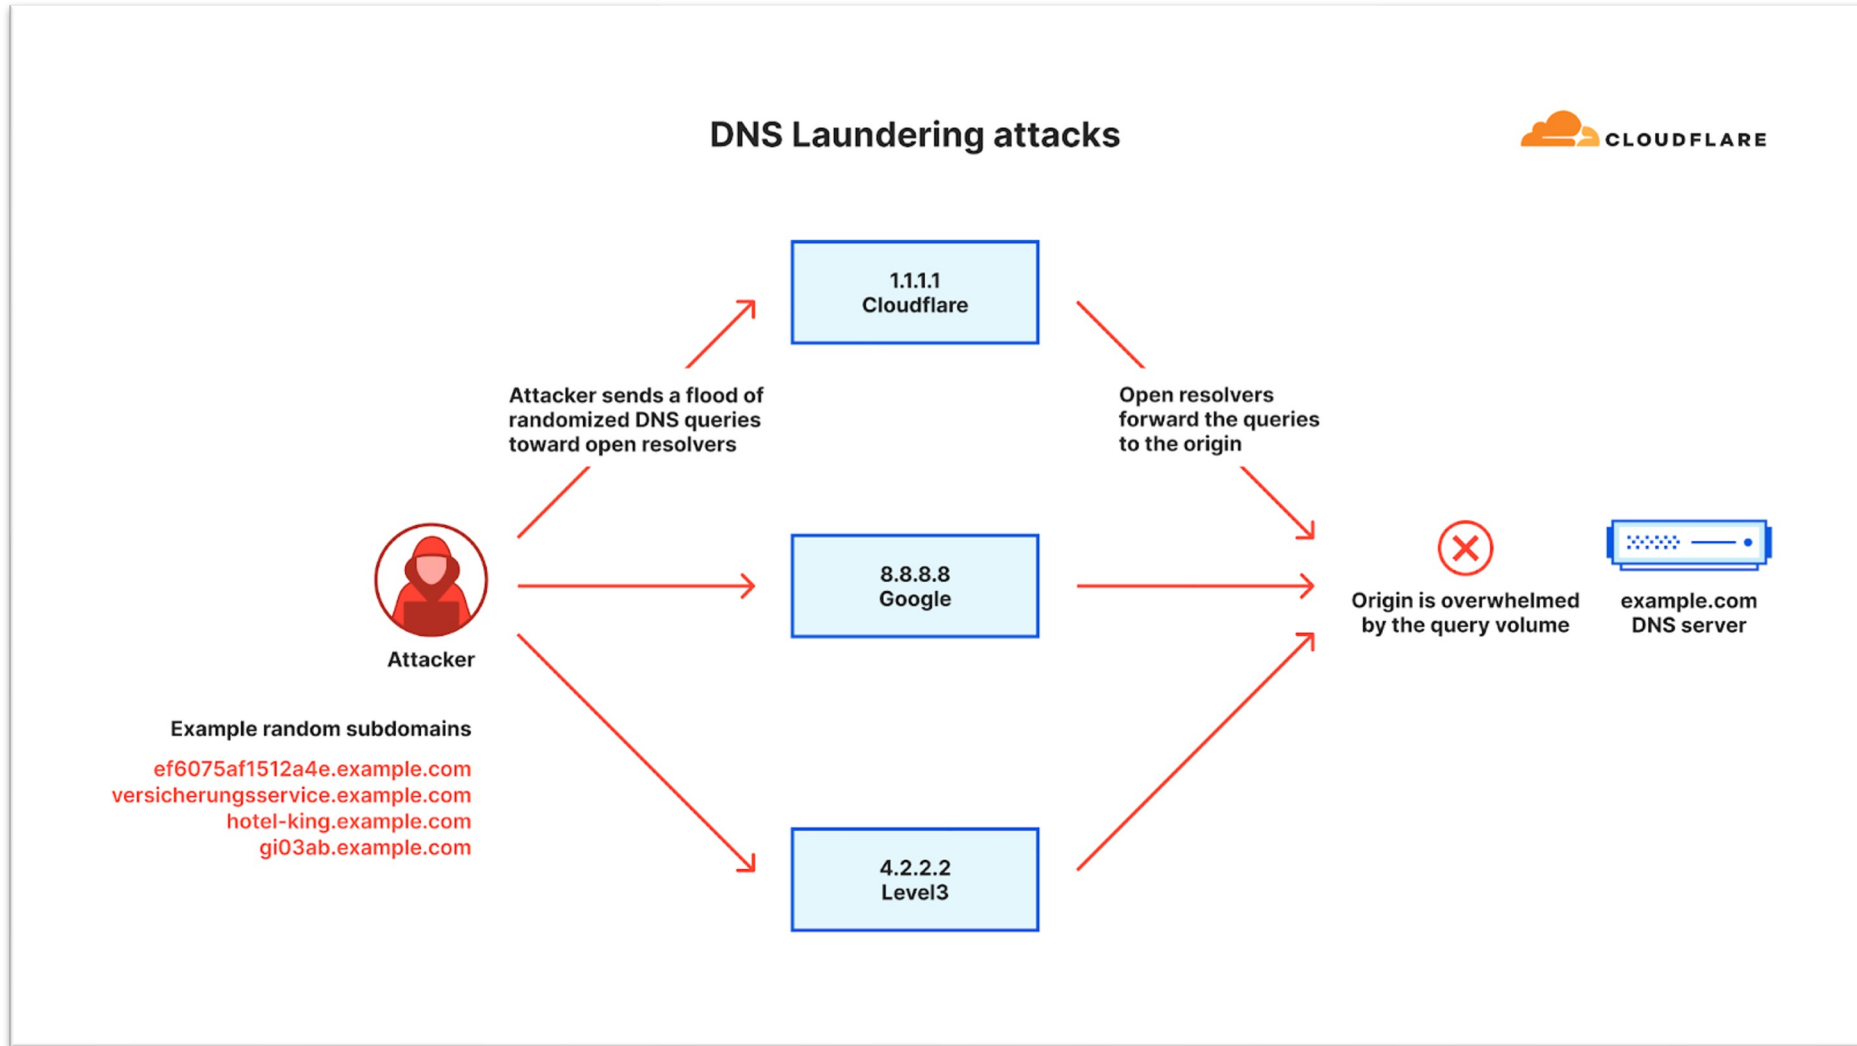 DNS Laundering attacks
CLOUDFLARE
1.1.1.1
Cloudflare
Attacker sends a flood of
randomized DNS queries
toward open resolvers
Open resolvers
forward the queries
to the origin
8.8.8.8
Google
Origin is overwhelmed
by the query volume
example.com
DNS server
Attacker
Example random subdomains
ef6075af1512a4e.example.com
versicherungsservice.example.com
hotel-king.example.com
gi03ab.example.com
4.2.2.2
Level3